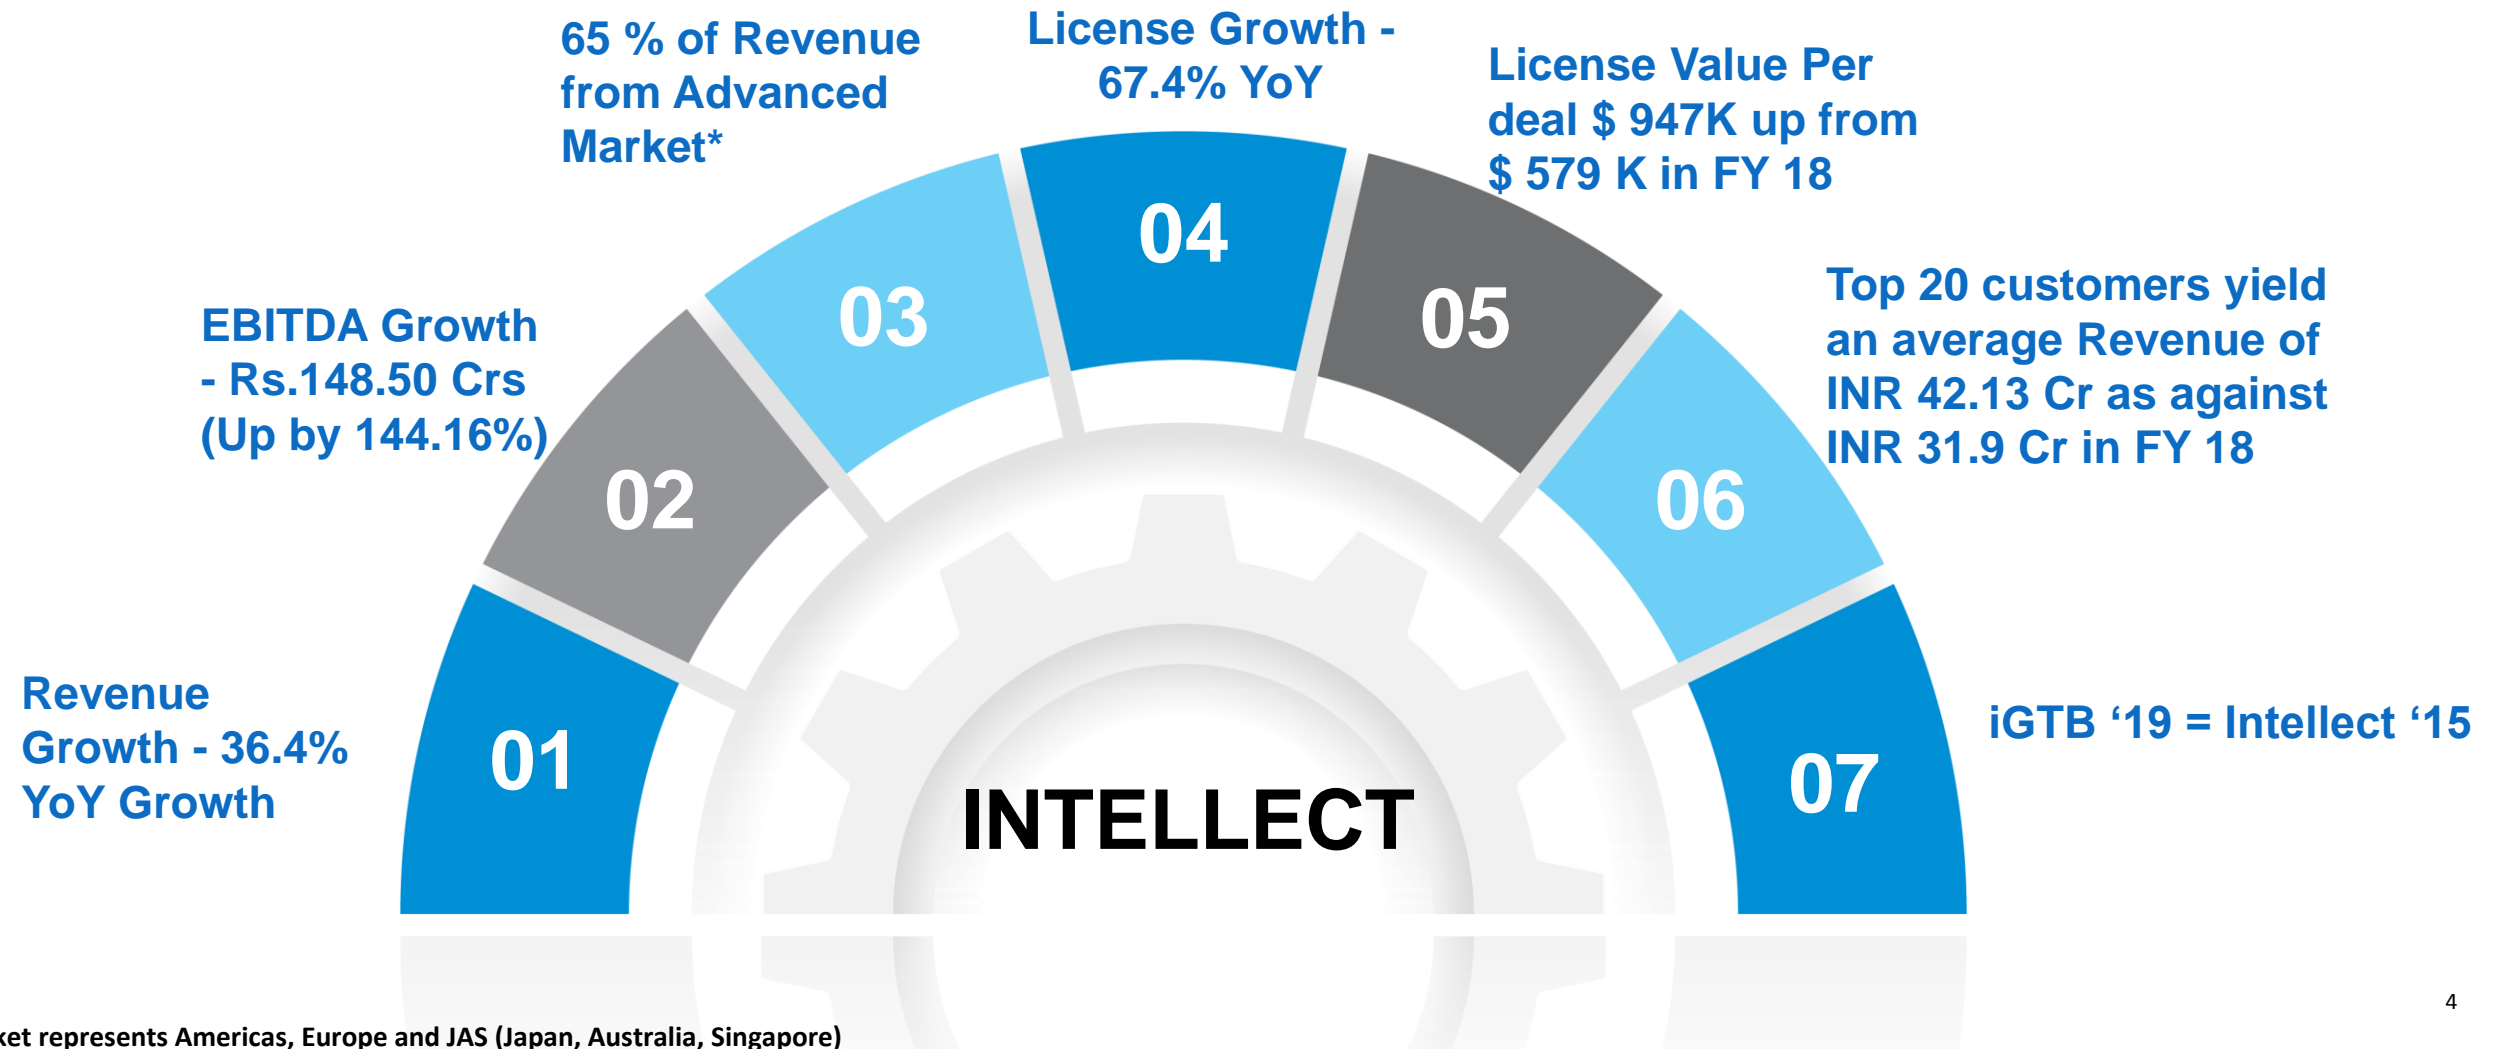 65 % of Revenue
from Advanced
Market*
License Growth -
67.4% YoY
License Value Per
deal $ 947K up from
$ 579 K in FY 18
EBITDA Growth
- Rs.148.50 Crs
(Up by 144.16%)
Top 20 customers yield
an average Revenue of
INR 42.13 Cr as against
INR 31.9 Cr in FY 18
Revenue
Growth - 36.4%
YoY Growth
iGTB ‘19 = Intellect ‘15
01
02
03
04
05
06
07
INTELLECT
4
represents Americas, Europe and JAS (Japan, Australia, Singapore)